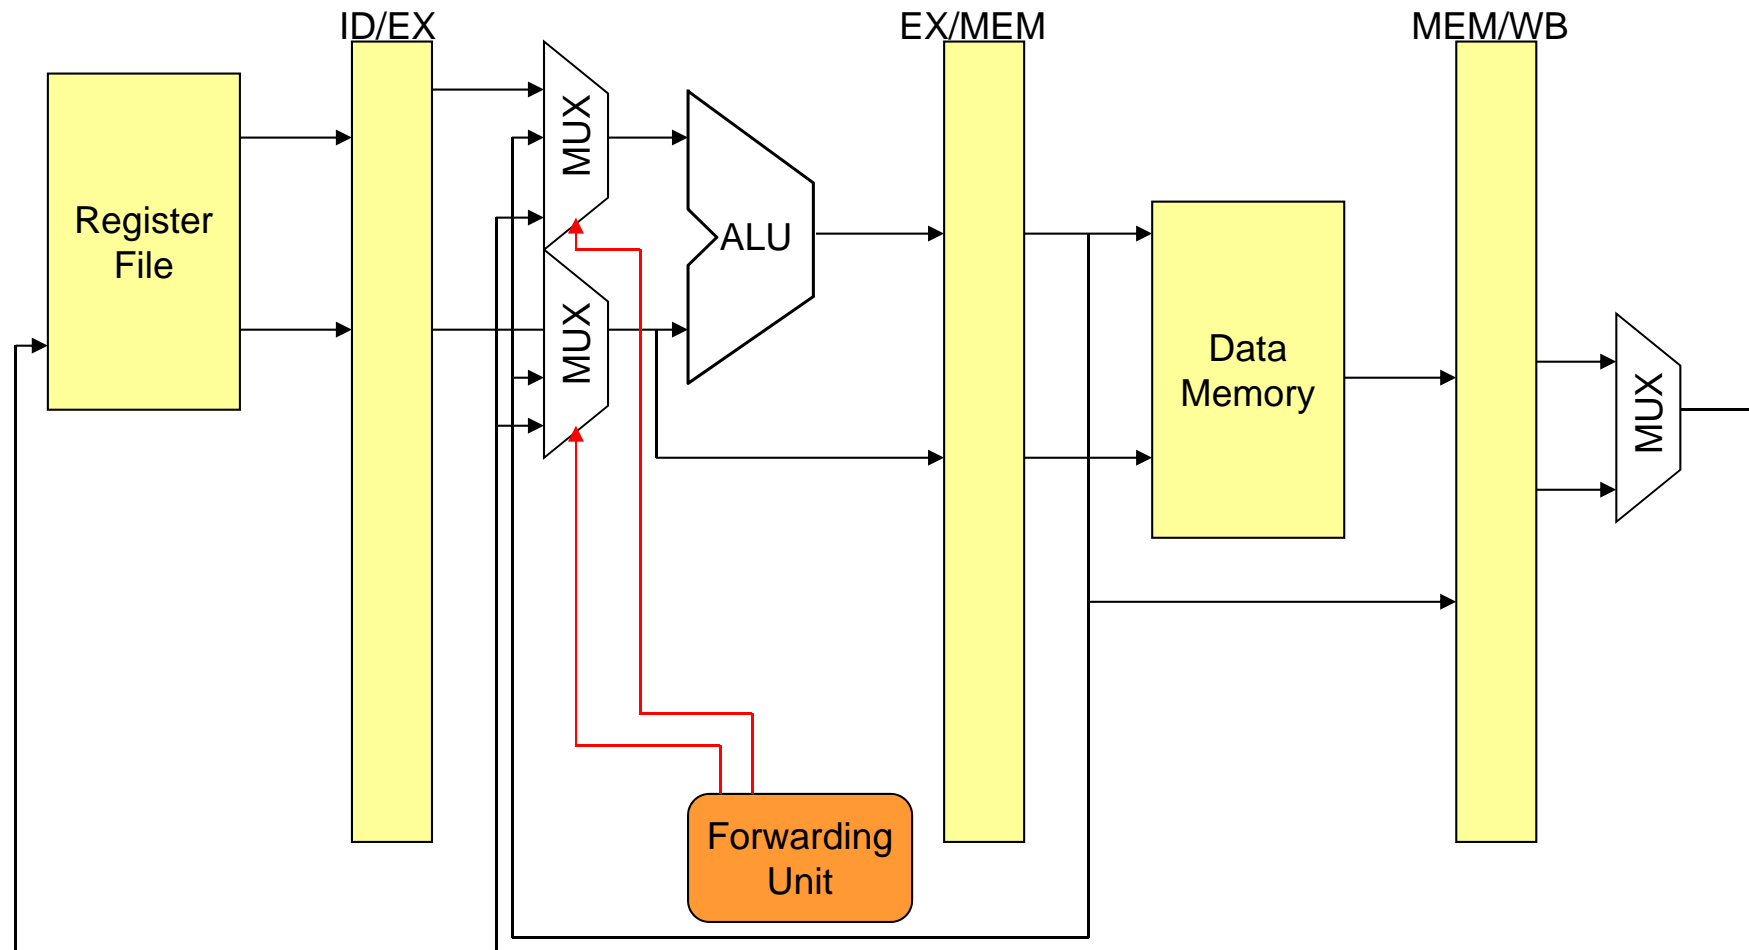 ID/EX
EX/MEM
MEM/WB
Register
File
MUX
MUX
ALU
Data
Memory
MUX
Forwarding
Unit